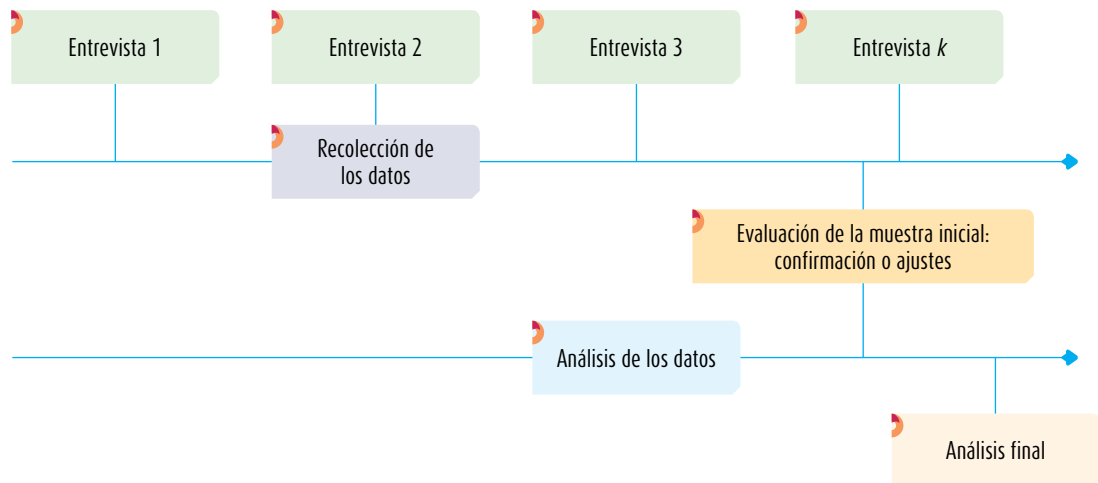 Entrevista 1
Entrevista 2
Entrevista 3
Entrevista k
Recolección de
los datos
Evaluación de la muestra inicial:
confirmación o ajustes
Análisis de los datos
Análisis final